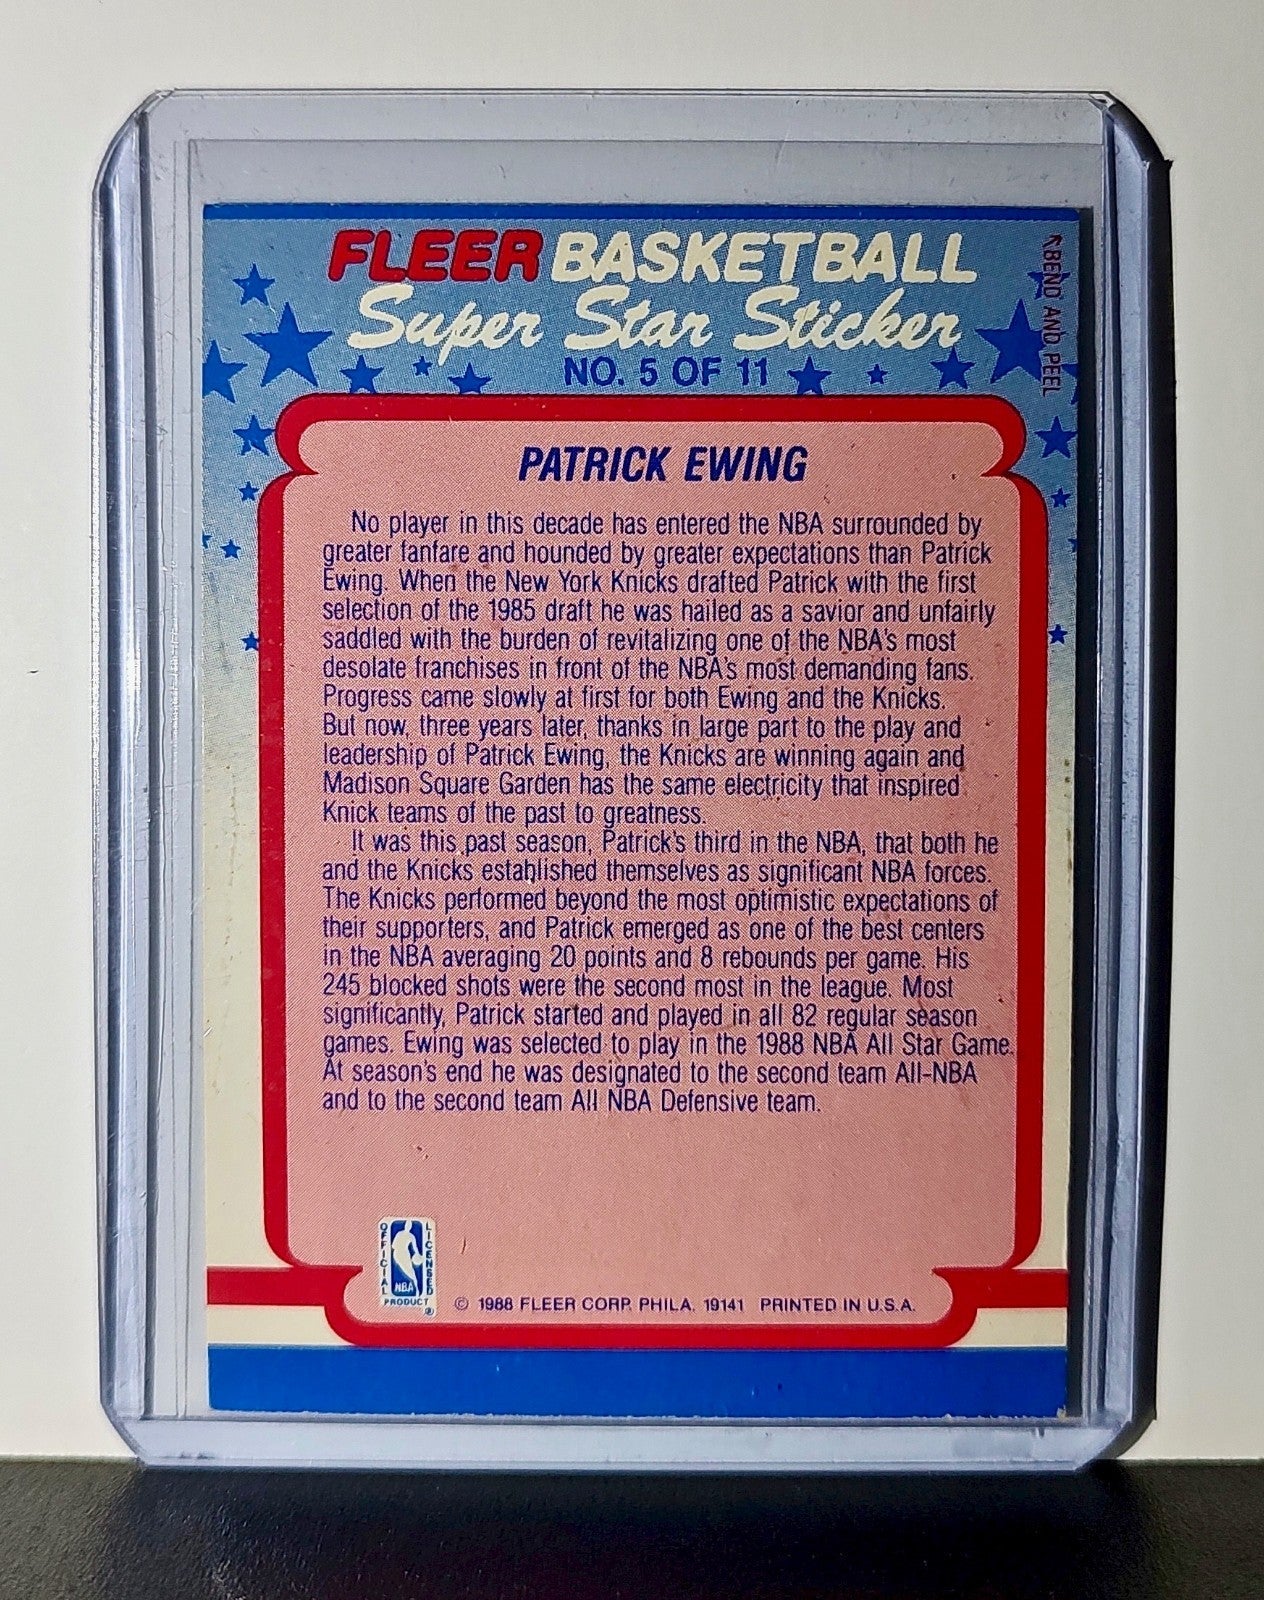 FLEER BASKETBALL
Super Star Sticker
NO. 5 OF 11
BEND AND PEEL
PATRICK EWING
No player in this decade has entered the NBA surrounded by
greater fanfare and hounded by greater expectations than Patrick
Ewing. When the New York Knicks drafted Patrick with the first
selection of the 1985 draft he was hailed as a savior and unfairly
saddled with the burden of revitalizing one of the NBA's most
desolate franchises in front of the NBA's most demanding fans.
Progress came slowly at first for both Ewing and the Knicks.
But now, three years later, thanks in large part to the play and
leadership of Patrick Ewing, the Knicks are winning again and
Madison Square Garden has the same electricity that inspired
Knick teams of the past to greatness.
It was this past season, Patrick's third in the NBA, that both he
and the Knicks established themselves as significant NBA forces.
The Knicks performed beyond the most optimistic expectations of
their supporters, and Patrick emerged as one of the best centers
in the NBA averaging 20 points and 8 rebounds per game. His
245 blocked shots were the second most in the league. Most
significantly, Patrick started and played in all 82 regular season
games. Ewing was selected to play in the 1988 NBA All Star Game.
At season's end he was designated to the second team All-NBA
and to the second team All NBA Defensive team.
OFFICIAL
LICENSED
NBA
PRODUCT ®
© 1988 FLEER CORP. PHILA. 19141 PRINTED IN U.S.A.